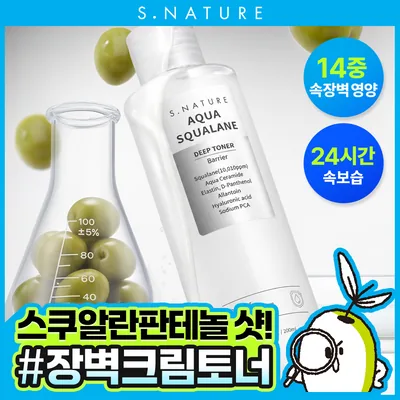 S.NATURE
14중
속장벽 영양
24시간
속보습
S.NATURE
AQUA
SQUALANE
DEEP TONER
Barrier
Squalane(10,010ppm)
Aqua Ceramide
Elastin, D-Panthenol
Allantoin
Hyaluronic acid
Sodium PCA
100
±5%
80
60
40
스쿠알란판테놀 샷!
#장벽크림토너